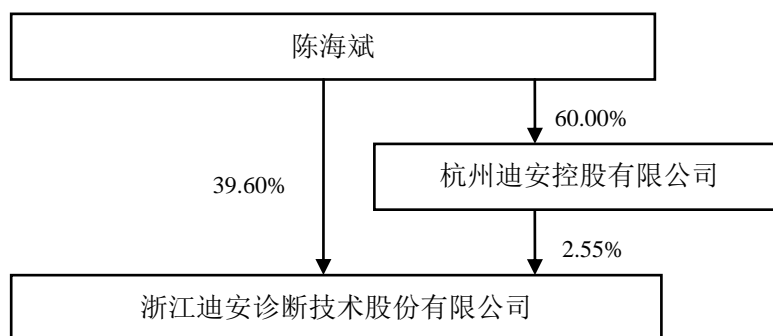 陈海斌
60.00%
杭州迪安控股有限公司
39.60%
2.55%
浙江迪安诊断技术股份有限公司